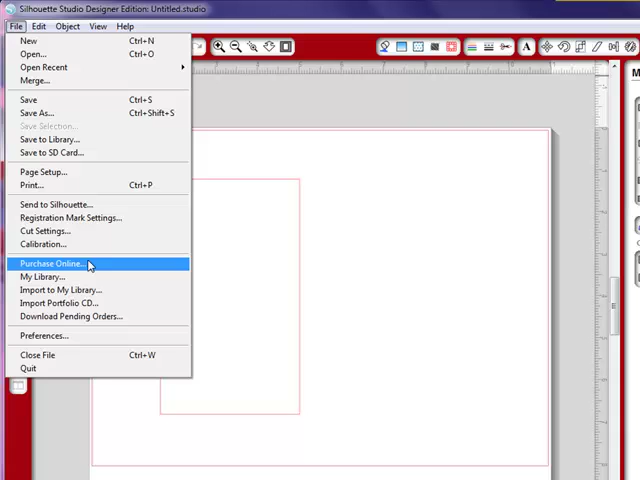 Silhouette Studio Designer Edition: Untitled.studio
File Edit Object View Help
New Ctrl+N
Open... Ctrl+O
Open Recent
Merge...
Save Ctrl+S
Save As... Ctrl+Shift+S
Save Selection...
Save to Library...
Save to SD Card...
Page Setup...
Print... Ctrl+P
Send to Silhouette...
Registration Mark Settings...
Cut Settings...
Calibration...
Purchase Online...
My Library...
Import to My Library...
Import Portfolio CD...
Download Pending Orders...
Preferences...
Close File Ctrl+W
Quit